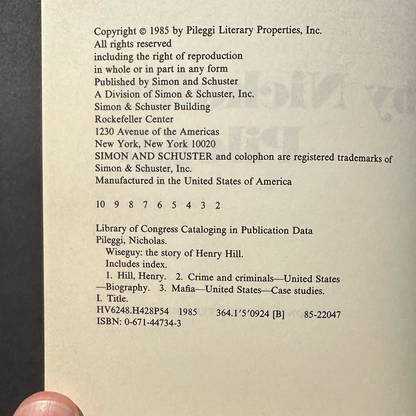 Copyright © 1985 by Pileggi Literary Properties, Inc.
All rights reserved
including the right of reproduction
in whole or in part in any form
Published by Simon and Schuster
A Division of Simon & Schuster, Inc.
Simon & Schuster Building
Rockefeller Center
1230 Avenue of the Americas
New York, New York 10020
SIMON AND SCHUSTER and colophon are registered trademarks of
Simon & Schuster, Inc.
Manufactured in the United States of America
10 9 8 7 6 5 4 3 2
Library of Congress Cataloging in Publication Data
Pileggi, Nicholas.
Wiseguy: the story of Henry Hill.
Includes index.
1. Hill, Henry. 2. Crime and criminals—United States
—Biography. 3. Mafia—United States—Case studies.
I. Title.
HV6248.H428P54 1985 364.1'5'0924 [B] 85-22047
ISBN: 0-671-44734-3